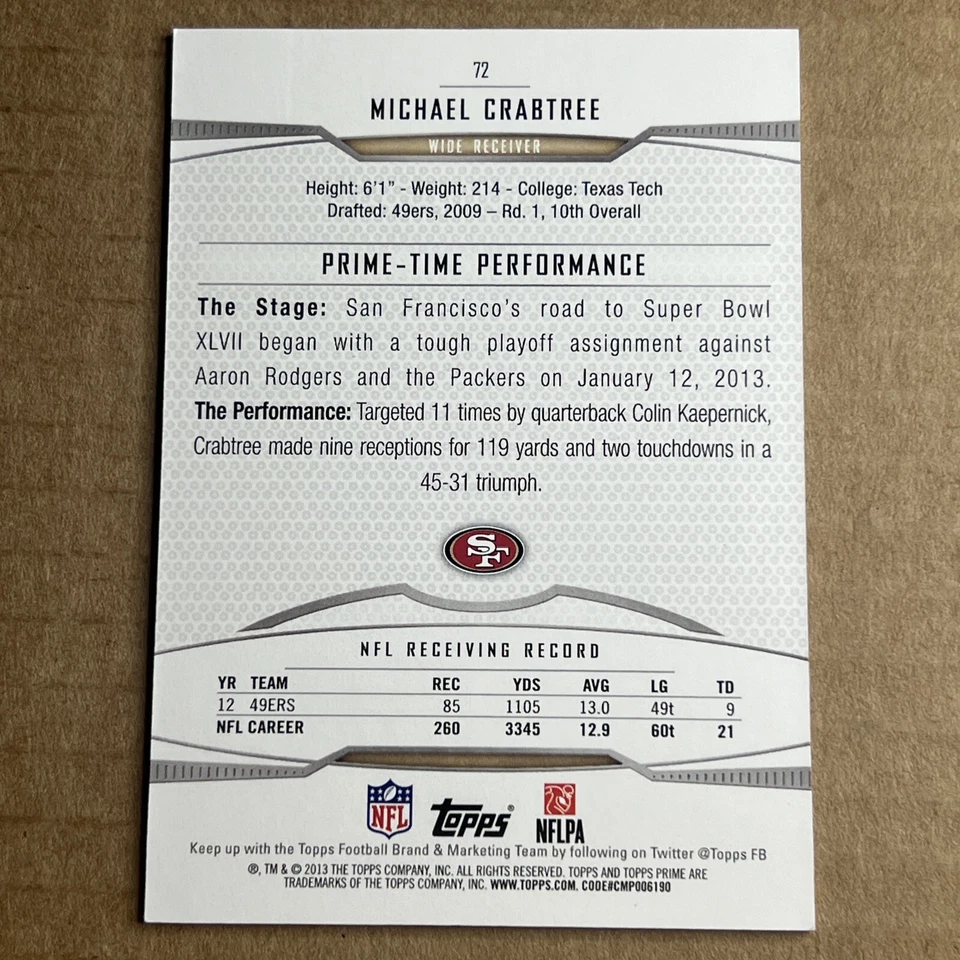 72
MICHAEL CRABTREE
WIDE RECEIVER
Height: 6'1" - Weight: 214 - College: Texas Tech
Drafted: 49ers, 2009 – Rd. 1, 10th Overall
PRIME-TIME PERFORMANCE
The Stage: San Francisco's road to Super Bowl
XLVII began with a tough playoff assignment against
Aaron Rodgers and the Packers on January 12, 2013.
The Performance: Targeted 11 times by quarterback Colin Kaepernick,
Crabtree made nine receptions for 119 yards and two touchdowns in a
45-31 triumph.
SF
NFL RECEIVING RECORD
YR TEAM REC YDS AVG LG TD
12 49ERS 85 1105 13.0 49t 9
NFL CAREER 260 3345 12.9 60t 21
NFL Topps® NFLPA
Keep up with the Topps Football Brand & Marketing Team by following on Twitter @Topps FB
®, TM & © 2013 THE TOPPS COMPANY, INC. ALL RIGHTS RESERVED. TOPPS AND TOPPS PRIME ARE
TRADEMARKS OF THE TOPPS COMPANY, INC. WWW.TOPPS.COM. CODE#CMP006190